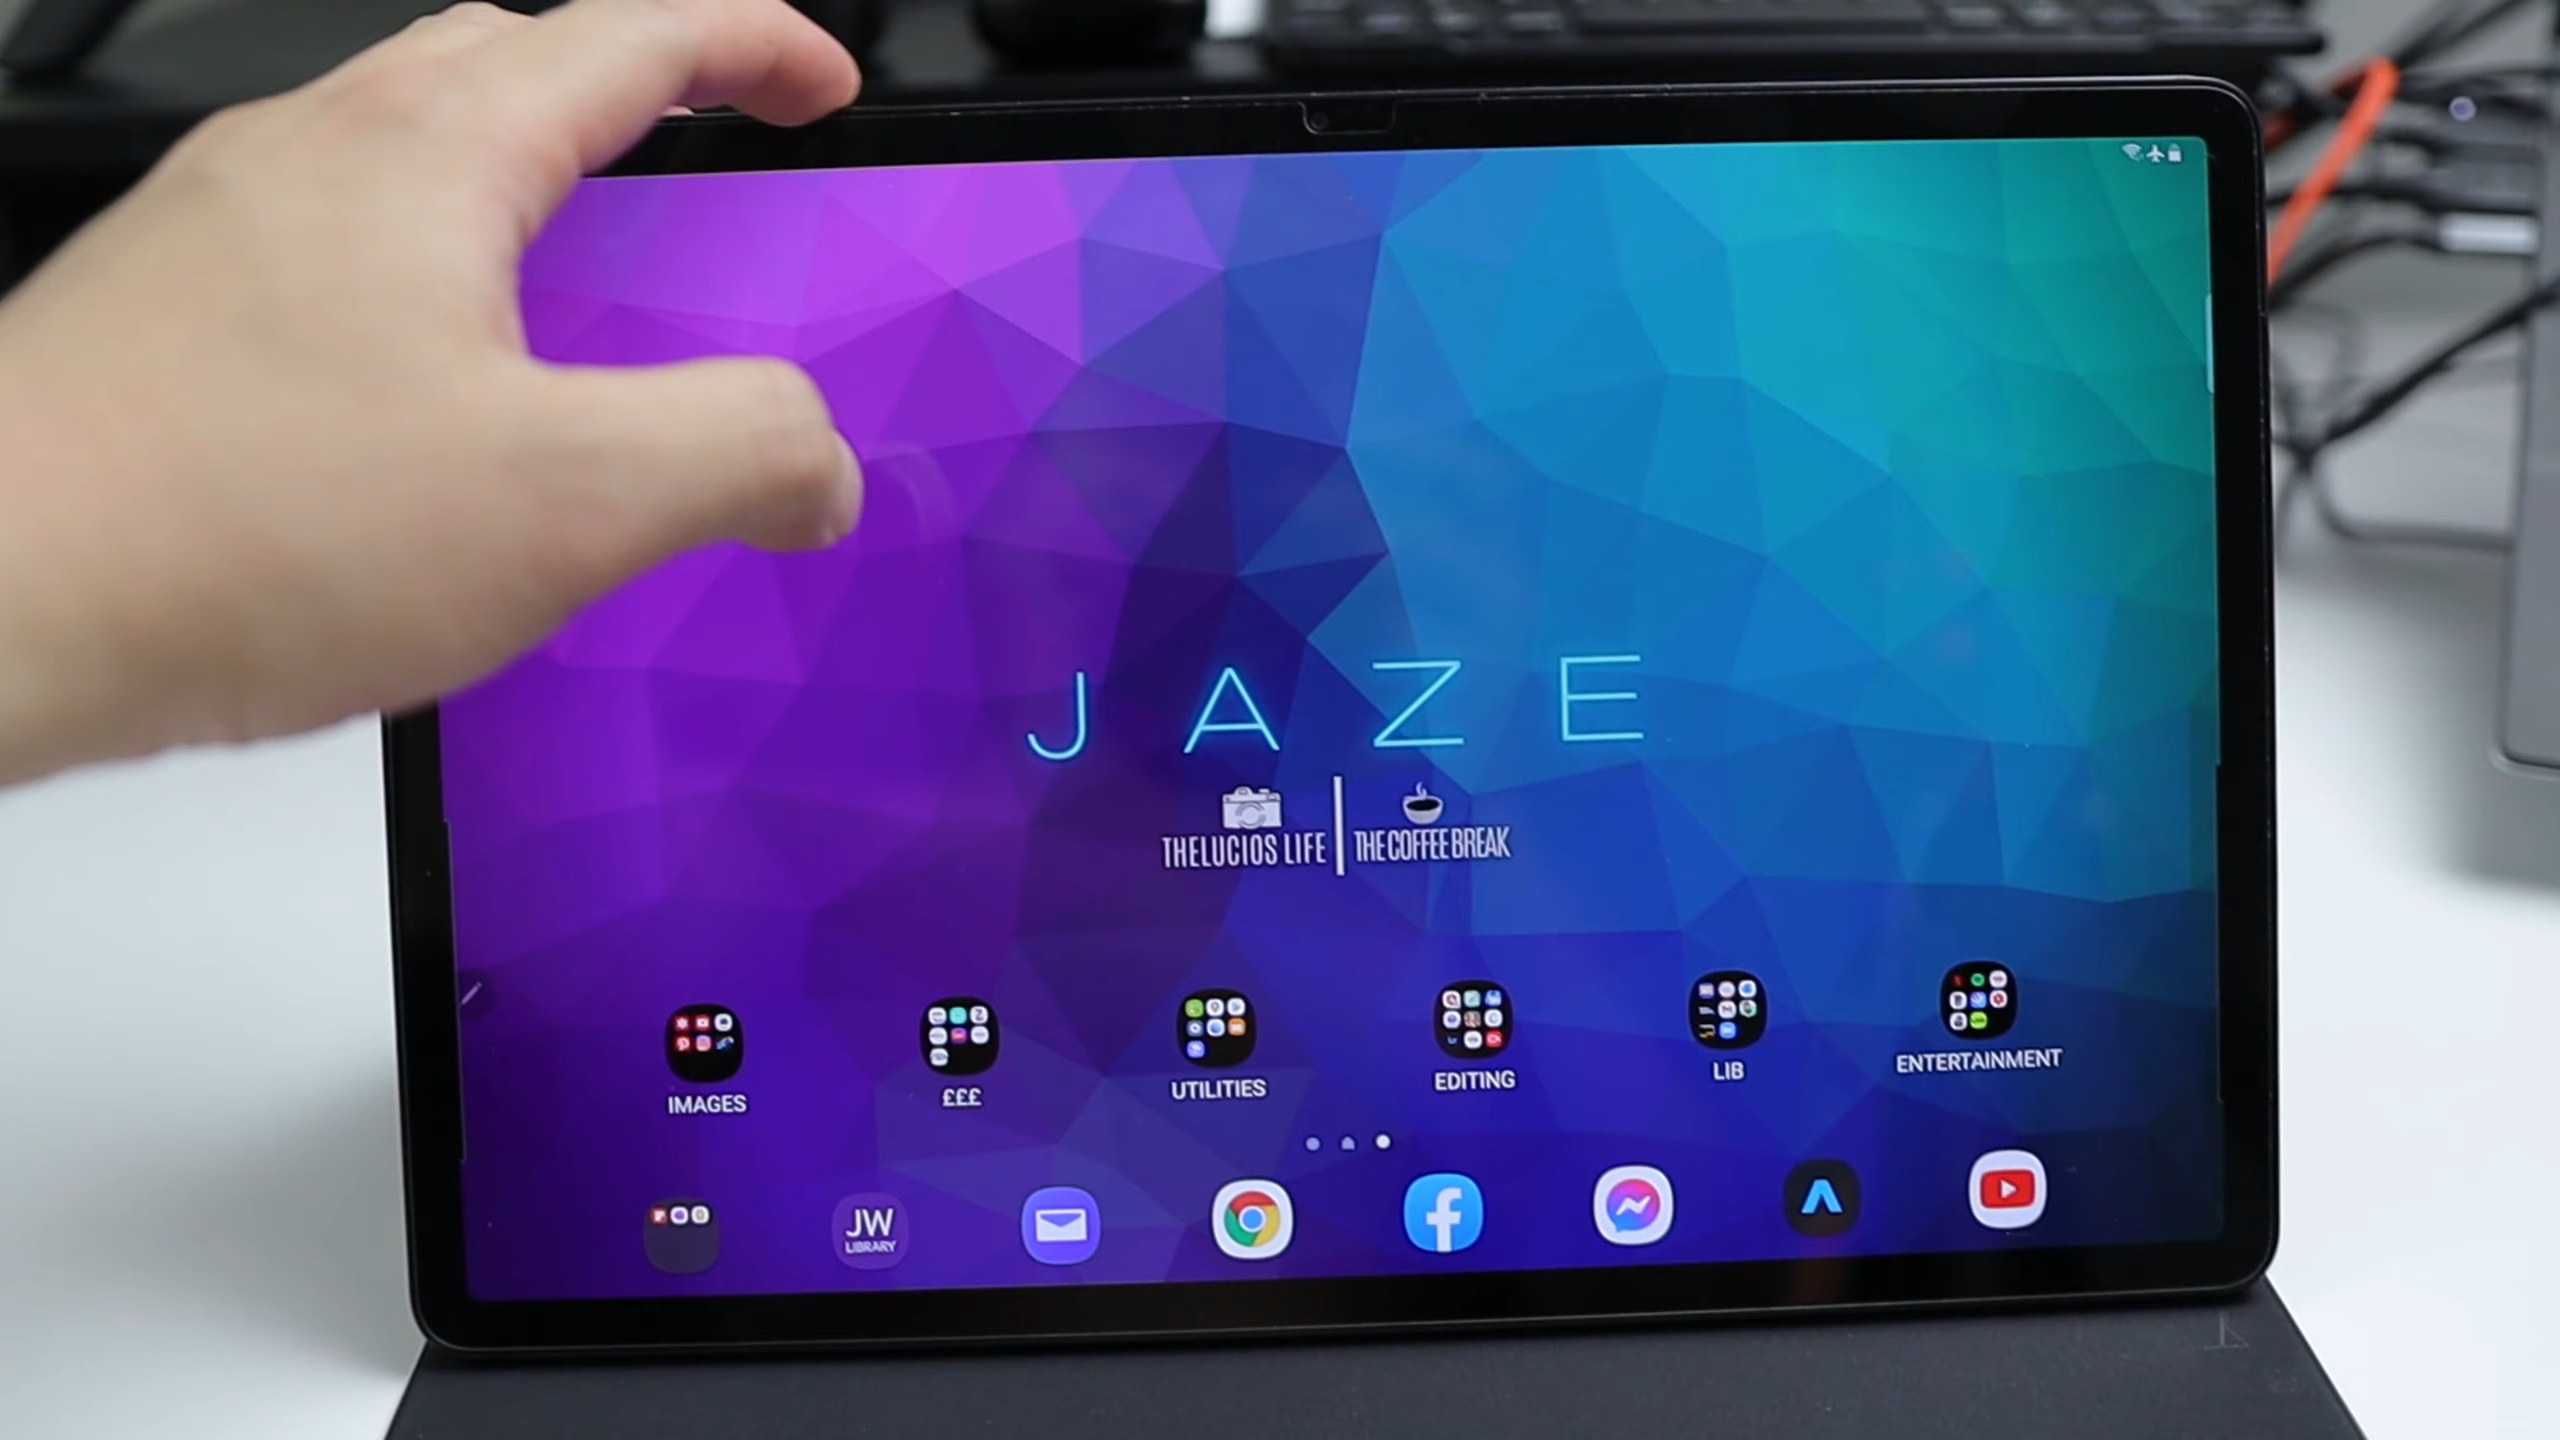 JAZE
THELUCIOS LIFE
THE COFFEE BREAK
IMAGES
£££
UTILITIES
EDITING
LIB
ENTERTAINMENT
JW
LIBRARY